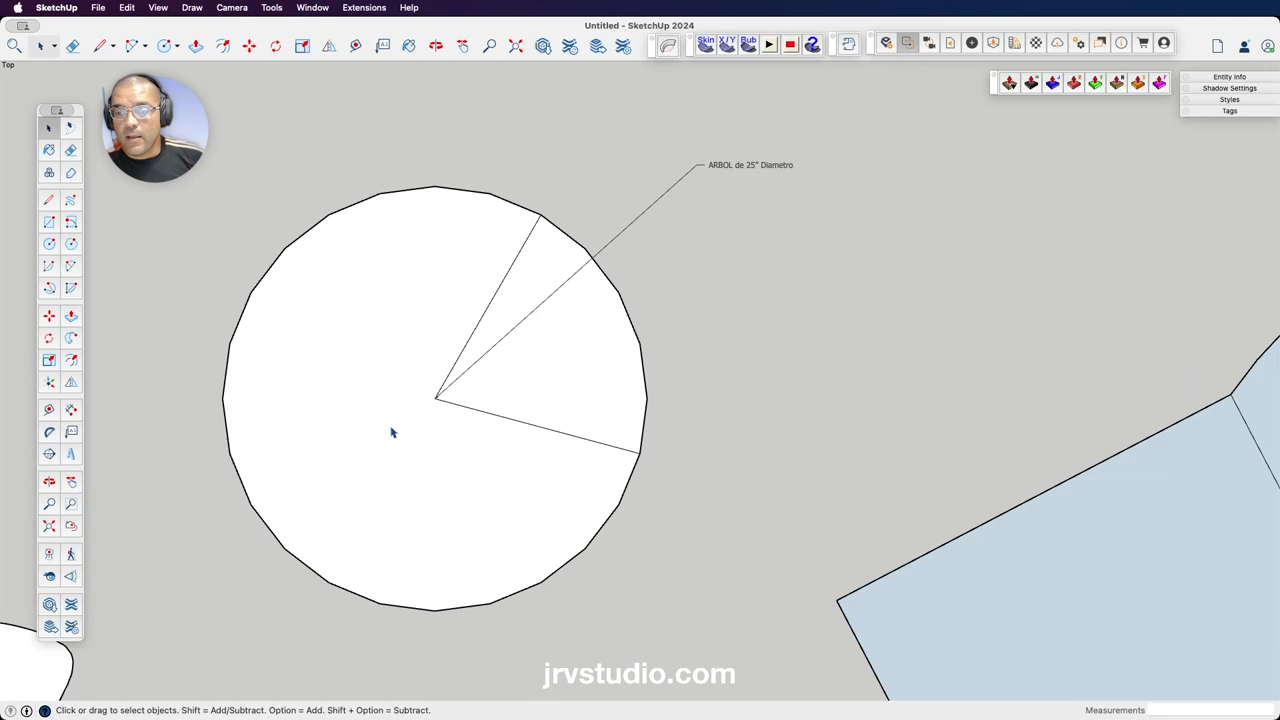 SketchUp File Edit View Draw Camera Tools Window Extensions Help
Untitled - SketchUp 2024
Skin X/Y Bub
Top
Entity Info
Shadow Settings
Styles
Tags
ARBOL de 25" Diametro
jrvstudio.com
Click or drag to select objects. Shift = Add/Subtract. Option = Add. Shift + Option = Subtract.
Measurements